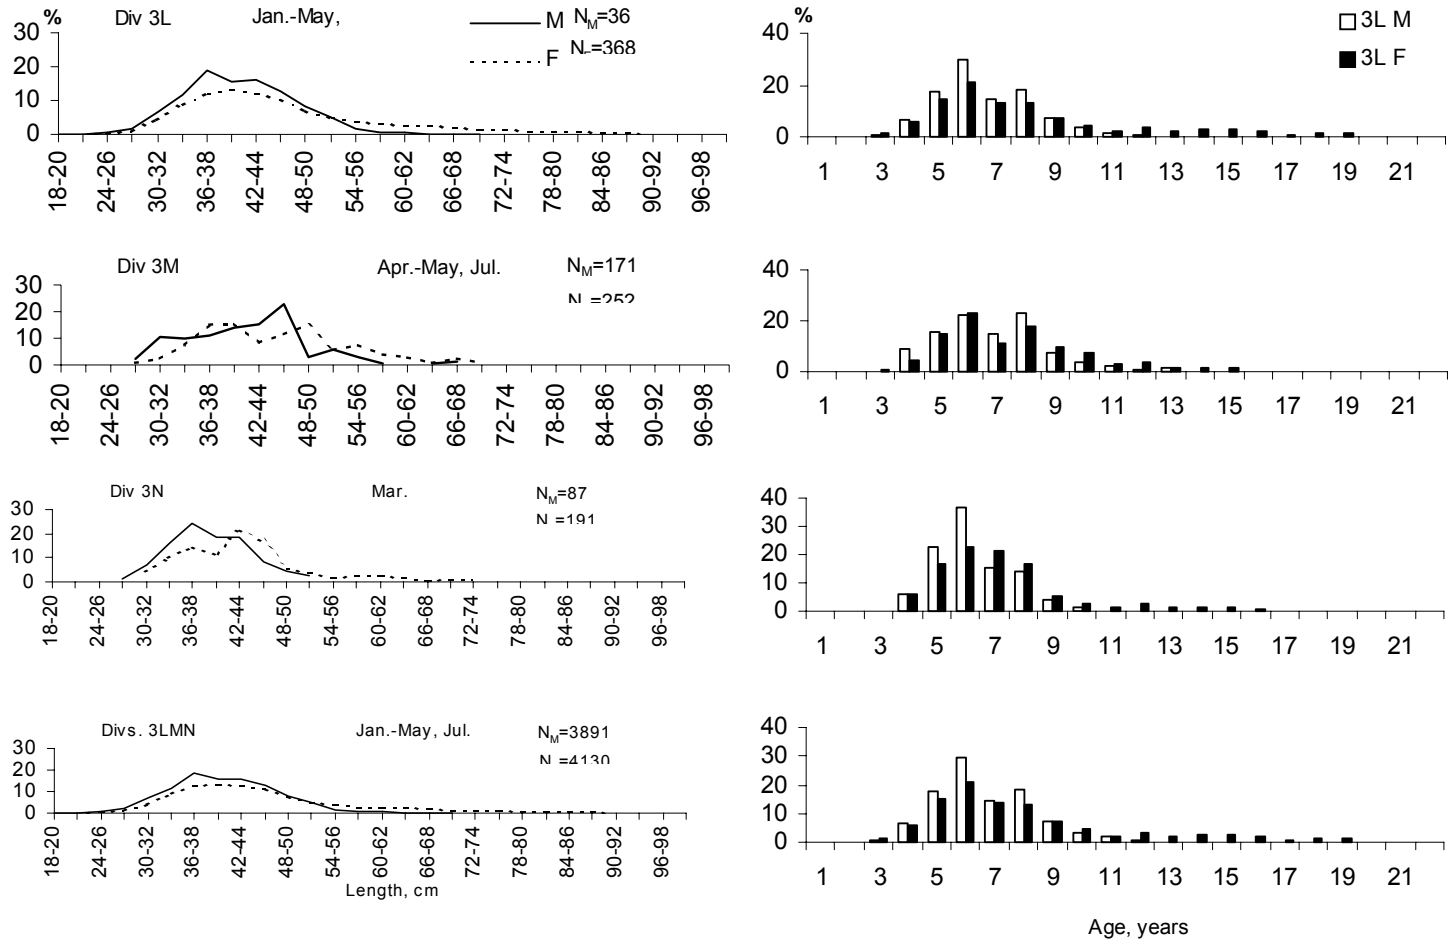 % Div 3L Jan.-May, M N_M=36
F N_F=368
30
20
10
0
18-20 24-26 30-32 36-38 42-44 48-50 54-56 60-62 66-68 72-74 78-80 84-86 90-92 96-98
% 3L M
3L F
40
20
0
1 3 5 7 9 11 13 15 17 19 21
Div 3M Apr.-May, Jul. N_M=171
N =252
30
20
10
0
18-20 24-26 30-32 36-38 42-44 48-50 54-56 60-62 66-68 72-74 78-80 84-86 90-92 96-98
40
20
0
1 3 5 7 9 11 13 15 17 19 21
Div 3N Mar. N_M=87
N =191
30
20
10
0
18-20 24-26 30-32 36-38 42-44 48-50 54-56 60-62 66-68 72-74 78-80 84-86 90-92 96-98
40
30
20
10
0
1 3 5 7 9 11 13 15 17 19 21
Divs. 3LMN Jan.-May, Jul. N_M=3891
N =4130
30
20
10
0
18-20 24-26 30-32 36-38 42-44 48-50 54-56 60-62 66-68 72-74 78-80 84-86 90-92 96-98
Length, cm
40
30
20
10
0
1 3 5 7 9 11 13 15 17 19 21
Age, years